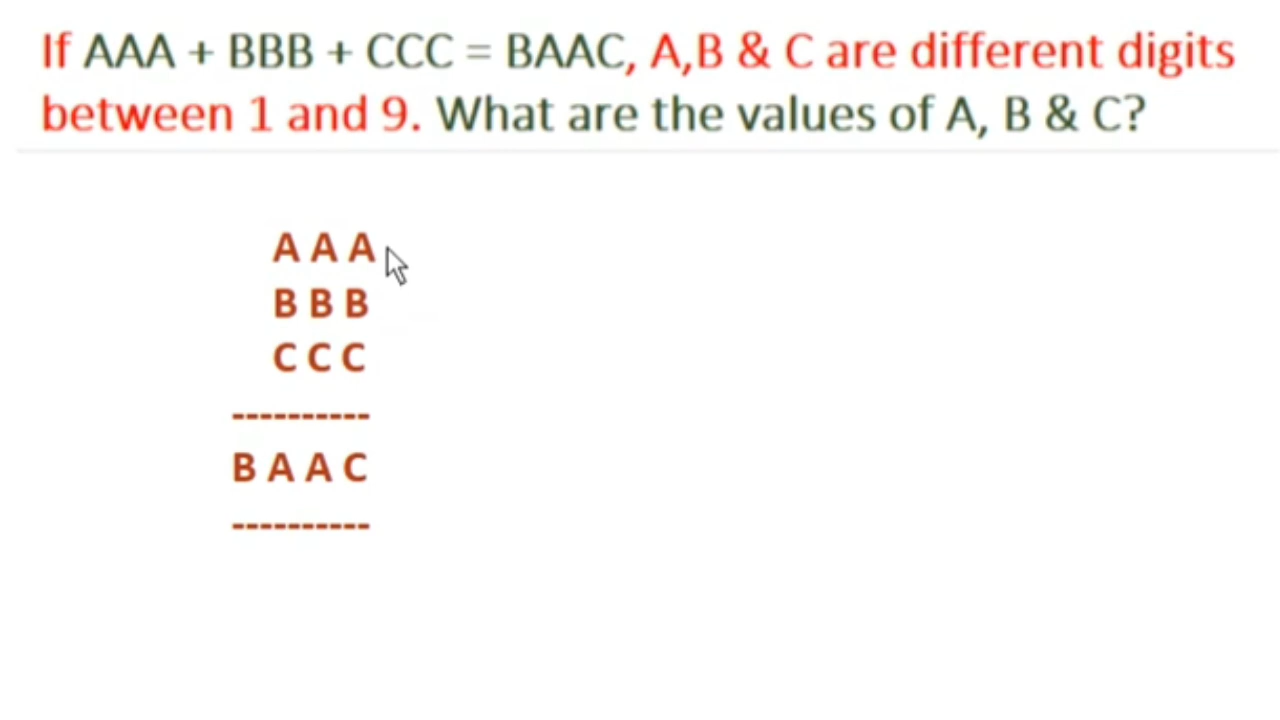 If AAA + BBB + CCC = BAAC, A,B & C are different digits
between 1 and 9. What are the values of A, B & C?
A A A
B B B
C C C
----------
B A A C
----------